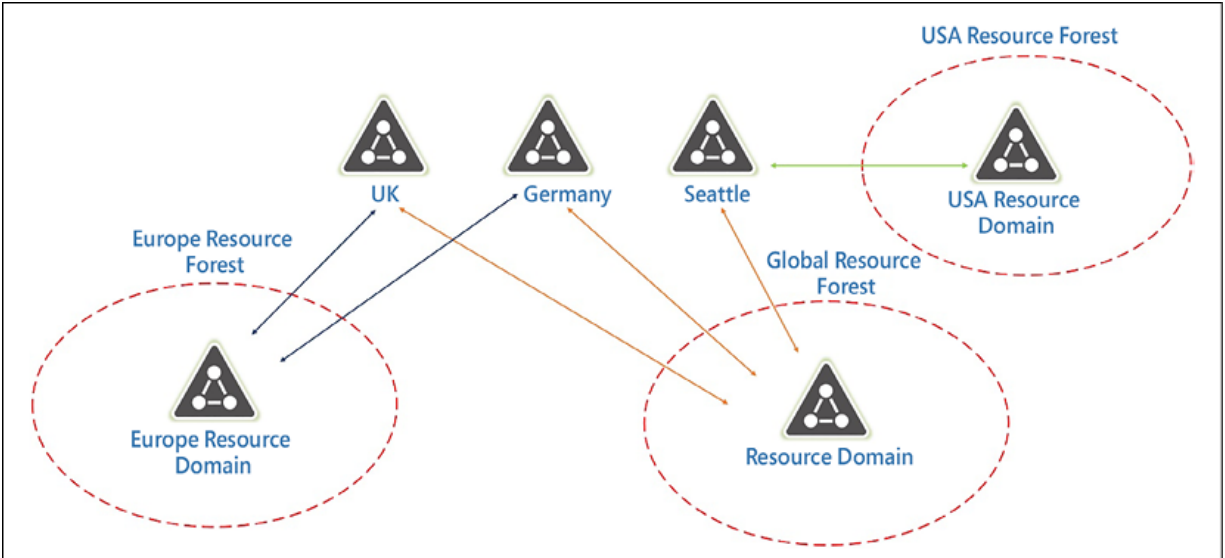 USA Resource Forest
UK
Germany
Seattle
USA Resource
Domain
Europe Resource
Forest
Global Resource
Forest
Europe Resource
Domain
Resource Domain